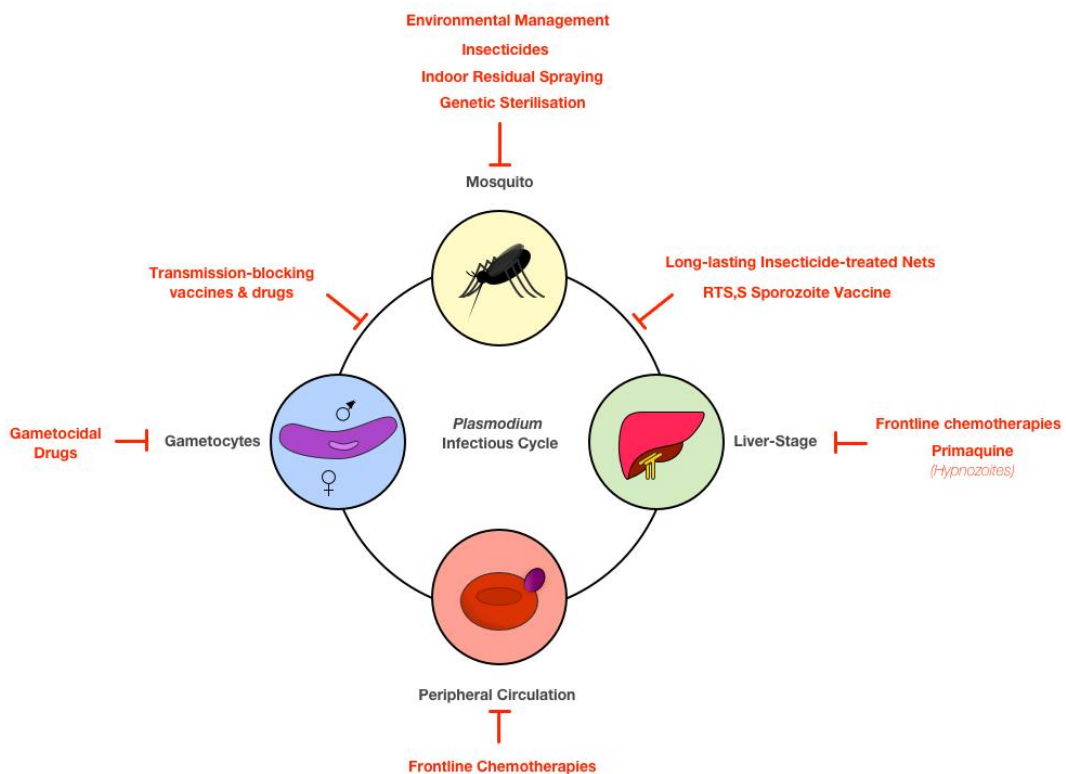 Environmental Management
Insecticides
Indoor Residual Spraying
Genetic Sterilisation
Mosquito
Transmission-blocking
vaccines & drugs
Long-lasting Insecticide-treated Nets
RTS,S Sporozoite Vaccine
Gametocidal
Drugs
Gametocytes
Plasmodium
Infectious Cycle
Liver-Stage
Frontline chemotherapies
Primaquine
(Hypnozoites)
Peripheral Circulation
Frontline Chemotherapies